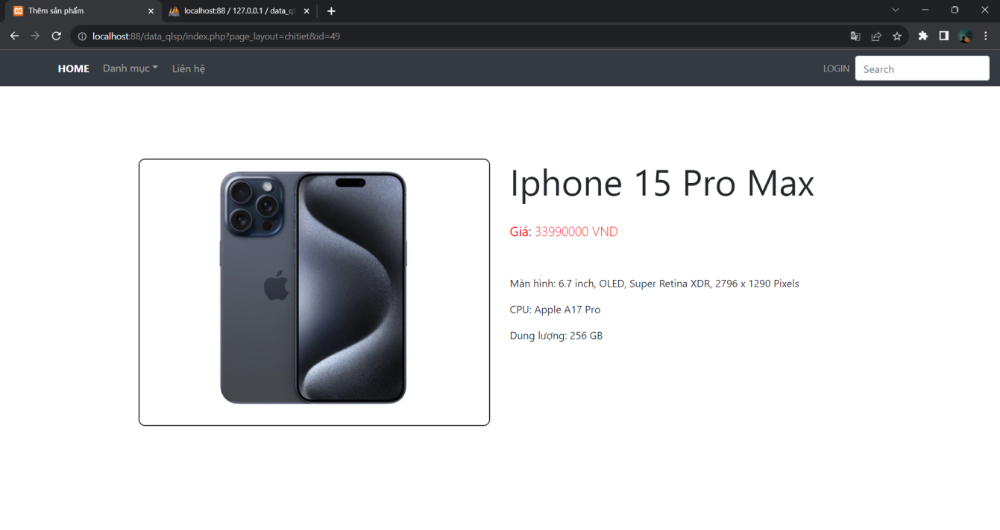 Thêm sản phẩm
localhost:88 / 127.0.0.1 / data_ql
localhost:88/data_qlsp/index.php?page_layout=chitiet&id=49
HOME Danh mục Liên hệ LOGIN Search
Iphone 15 Pro Max
Giá: 33990000 VND
Màn hình: 6.7 inch, OLED, Super Retina XDR, 2796 x 1290 Pixels
CPU: Apple A17 Pro
Dung lượng: 256 GB